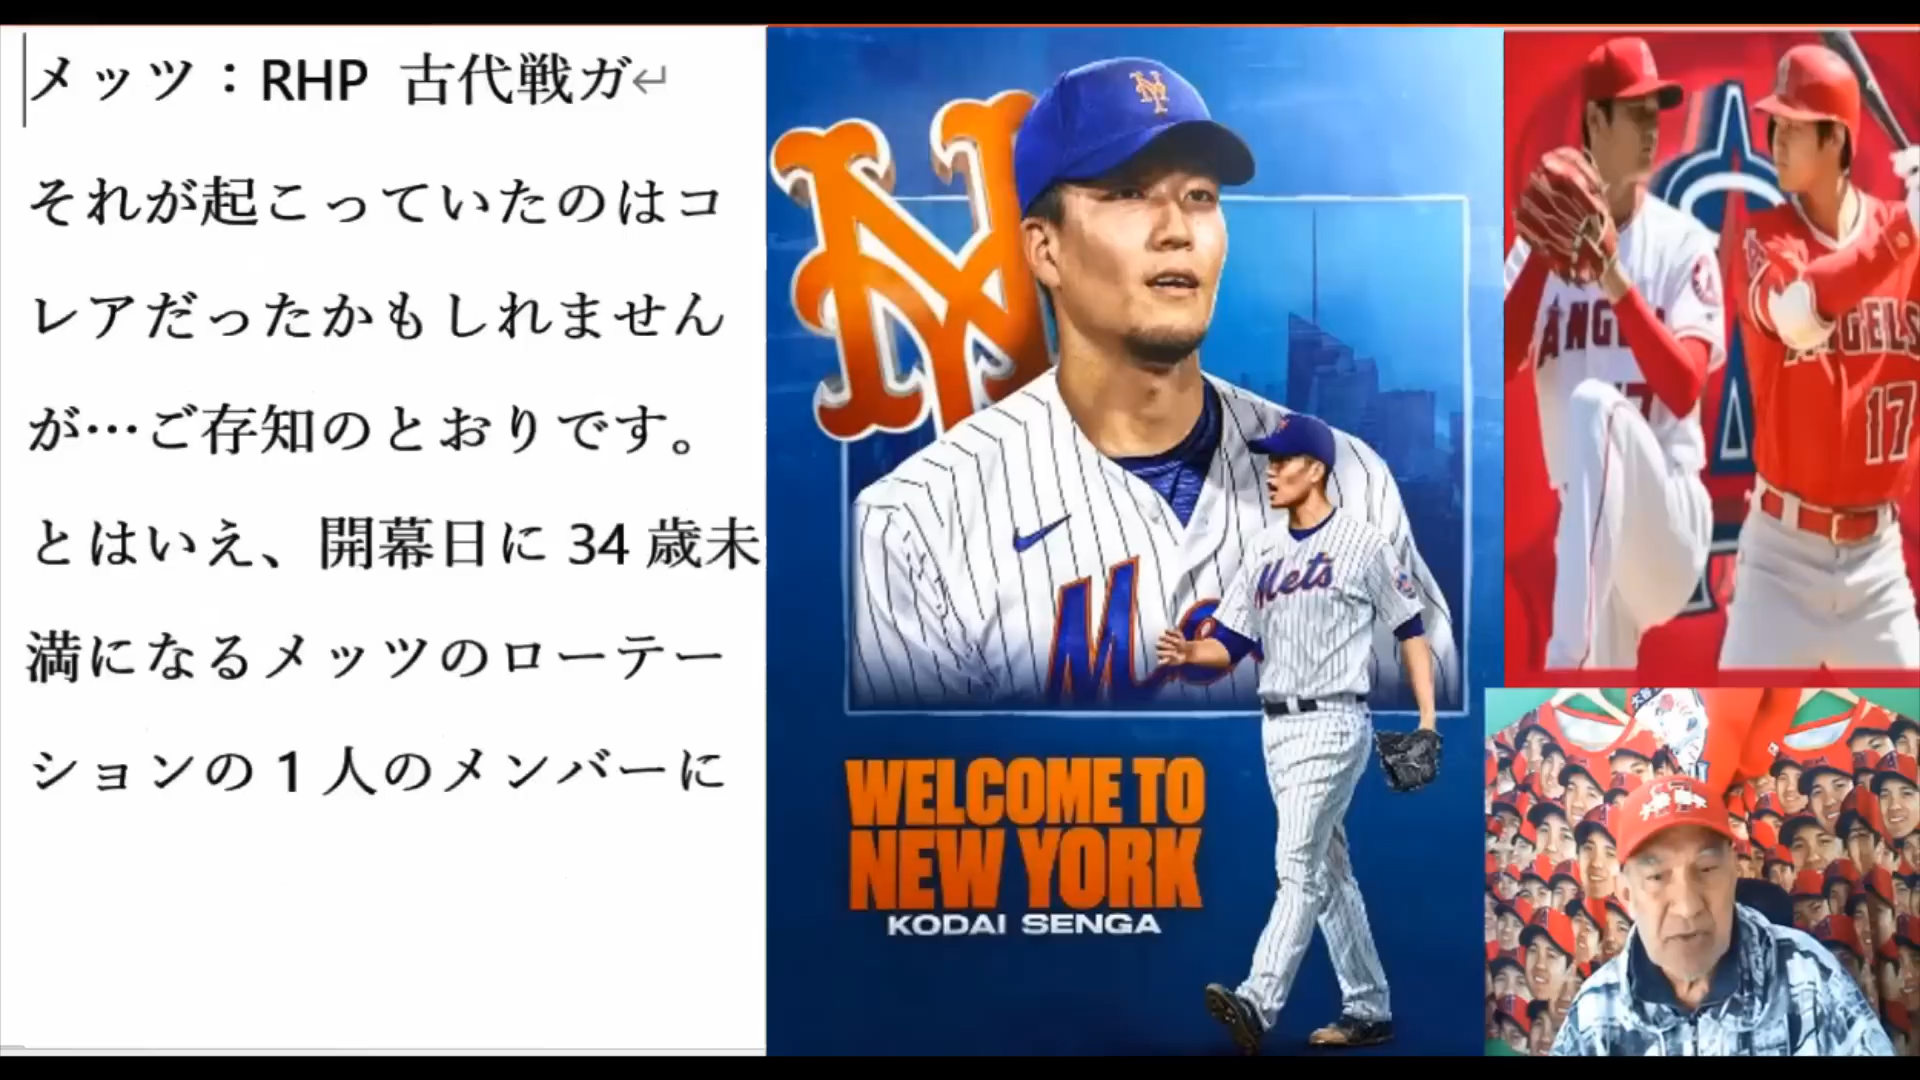 メッツ：RHP 古代戦ガ↵
それが起こっていたのはコ
レアだったかもしれません
が…ご存知のとおりです。
とはいえ、開幕日に 34 歳未
満になるメッツのローテー
ションの 1 人のメンバーに
NY
Mets
WELCOME TO
NEW YORK
KODAI SENGA
ANGELS
17